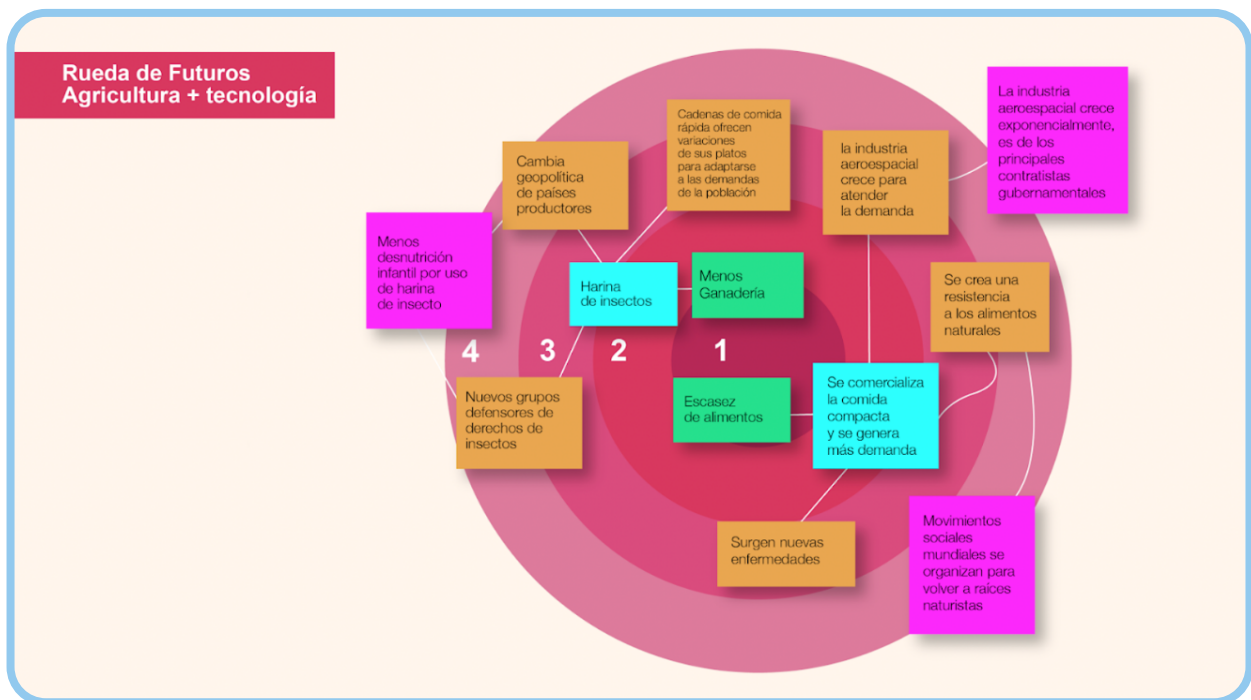 Rueda de Futuros
Agricultura + tecnología
Cambia
geopolítica
de países
productores
Cadenas de comida
rápida ofrecen
variaciones
de sus platos
para adaptarse
a las demandas
de la población
la industria
aeroespacial
crece para
atender
la demanda
La industria
aeroespacial crece
exponencialmente,
es de los
principales
contratistas
gubernamentales
Menos
desnutrición
infantil por uso
de harina
de insecto
Harina
de insectos
Menos
Ganadería
Se crea una
resistencia
a los alimentos
naturales
4
3
2
1
Nuevos grupos
defensores de
derechos de
insectos
Escasez
de alimentos
Se comercializa
la comida
compacta
y se genera
más demanda
Surgen nuevas
enfermedades
Movimientos
sociales
mundiales se
organizan para
volver a raíces
naturistas